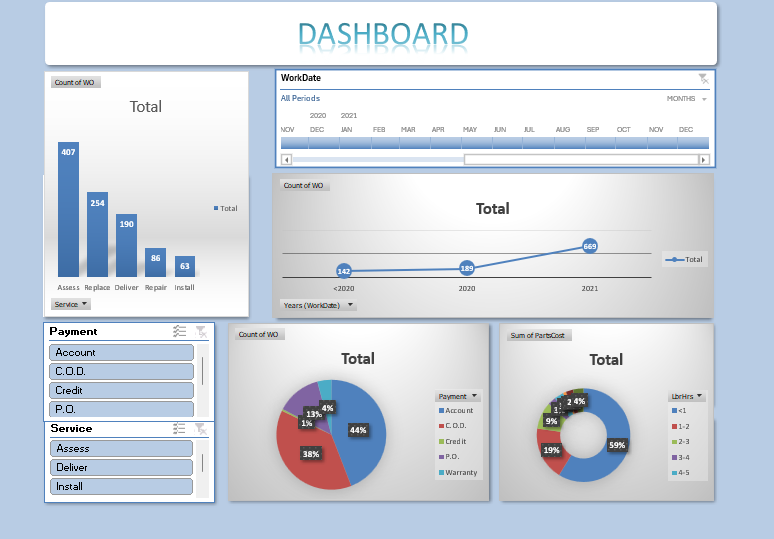 DASHBOARD
Count of WO
Total
407
254
190
86
63
Assess Replace Deliver Repair Install
Total
Service
WorkDate
All Periods
MONTHS
2020 2021
NOV DEC JAN FEB MAR APR MAY JUN JUL AUG SEP OCT NOV DEC
Count of WO
Total
142
189
669
<2020 2020 2021
Total
Years (WorkDate)
Payment
Account
C.O.D.
Credit
P.O.
Service
Assess
Deliver
Install
Count of WO
Total
4%
13%
1%
44%
38%
Payment
Account
C.O.D.
Credit
P.O.
Warranty
Sum of PartsCost
Total
4%
9%
19%
59%
LbrHrs
<1
1-2
2-3
3-4
4-5